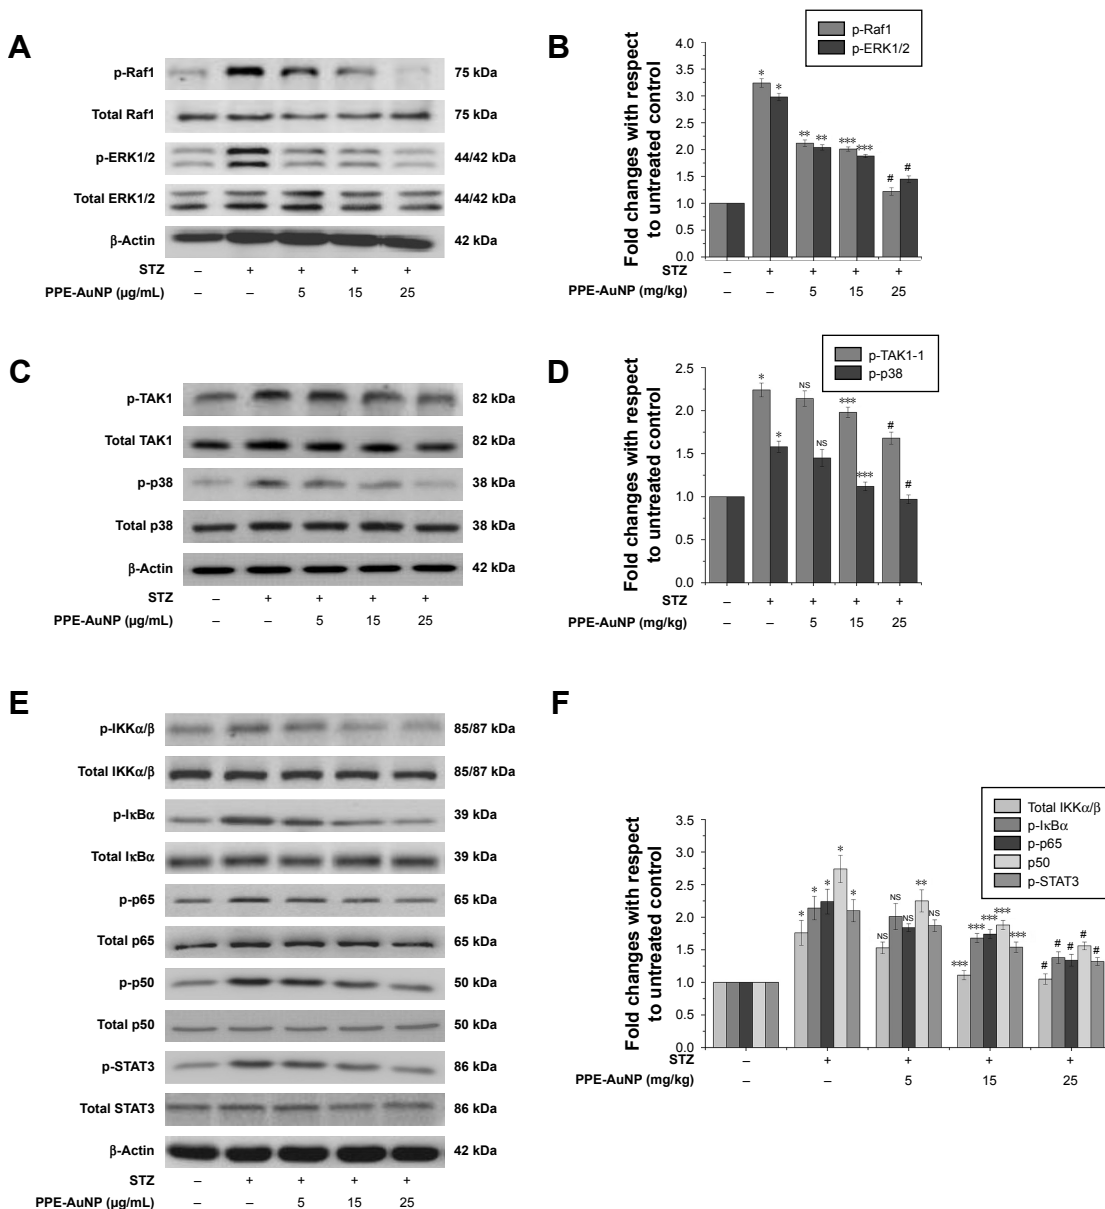 A
p-Raf1 75 kDa
Total Raf1 75 kDa
p-ERK1/2 44/42 kDa
Total ERK1/2 44/42 kDa
β-Actin 42 kDa
STZ – + + + +
PPE-AuNP (µg/mL) – – 5 15 25
B
p-Raf1
p-ERK1/2
Fold changes with respect
to untreated control
4.0
3.5
3.0
2.5
2.0
1.5
1.0
0.5
0.0
* *
** **
*** ***
# #
STZ – + + + +
PPE-AuNP (mg/kg) – – 5 15 25
C
p-TAK1 82 kDa
Total TAK1 82 kDa
p-p38 38 kDa
Total p38 38 kDa
β-Actin 42 kDa
STZ – + + + +
PPE-AuNP (µg/mL) – – 5 15 25
D
p-TAK1-1
p-p38
Fold changes with respect
to untreated control
2.5
2.0
1.5
1.0
0.5
0.0
* *
NS NS
*** ***
# #
STZ – + + + +
PPE-AuNP (mg/kg) – – 5 15 25
E
p-IKKα/β 85/87 kDa
Total IKKα/β 85/87 kDa
p-IκBα 39 kDa
Total IκBα 39 kDa
p-p65 65 kDa
Total p65 65 kDa
p-p50 50 kDa
Total p50 50 kDa
p-STAT3 86 kDa
Total STAT3 86 kDa
β-Actin 42 kDa
STZ – + + + +
PPE-AuNP (µg/mL) – – 5 15 25
F
Total IKKα/β
p-IκBα
p-p65
p50
p-STAT3
Fold changes with respect
to untreated control
3.5
3.0
2.5
2.0
1.5
1.0
0.5
0.0
* * * * *
NS NS NS ** NS
*** *** *** *** ***
# # # # #
STZ – + + + +
PPE-AuNP (mg/kg) – – 5 15 25